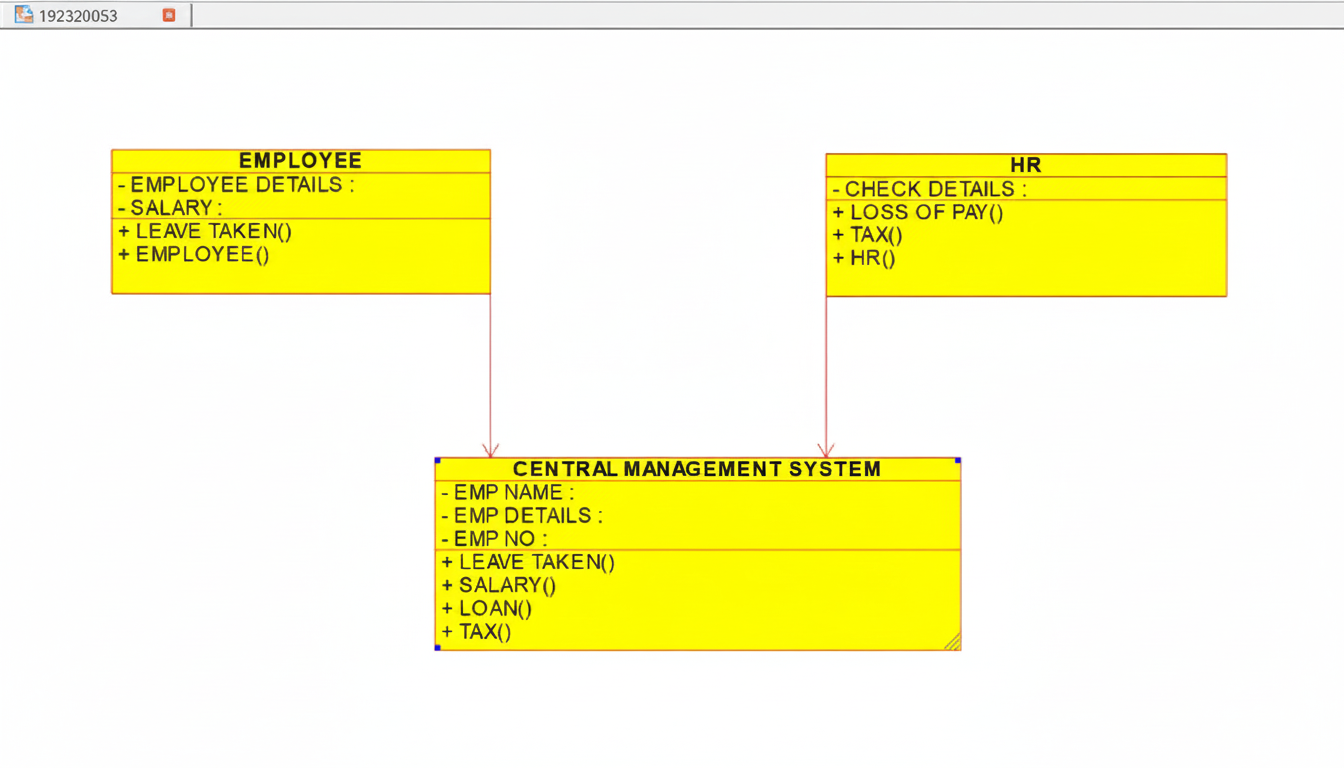 192320053
EMPLOYEE
- EMPLOYEE DETAILS :
- SALARY :
+ LEAVE TAKEN()
+ EMPLOYEE()
HR
- CHECK DETAILS :
+ LOSS OF PAY()
+ TAX()
+ HR()
CENTRAL MANAGEMENT SYSTEM
- EMP NAME :
- EMP DETAILS :
- EMP NO :
+ LEAVE TAKEN()
+ SALARY()
+ LOAN()
+ TAX()